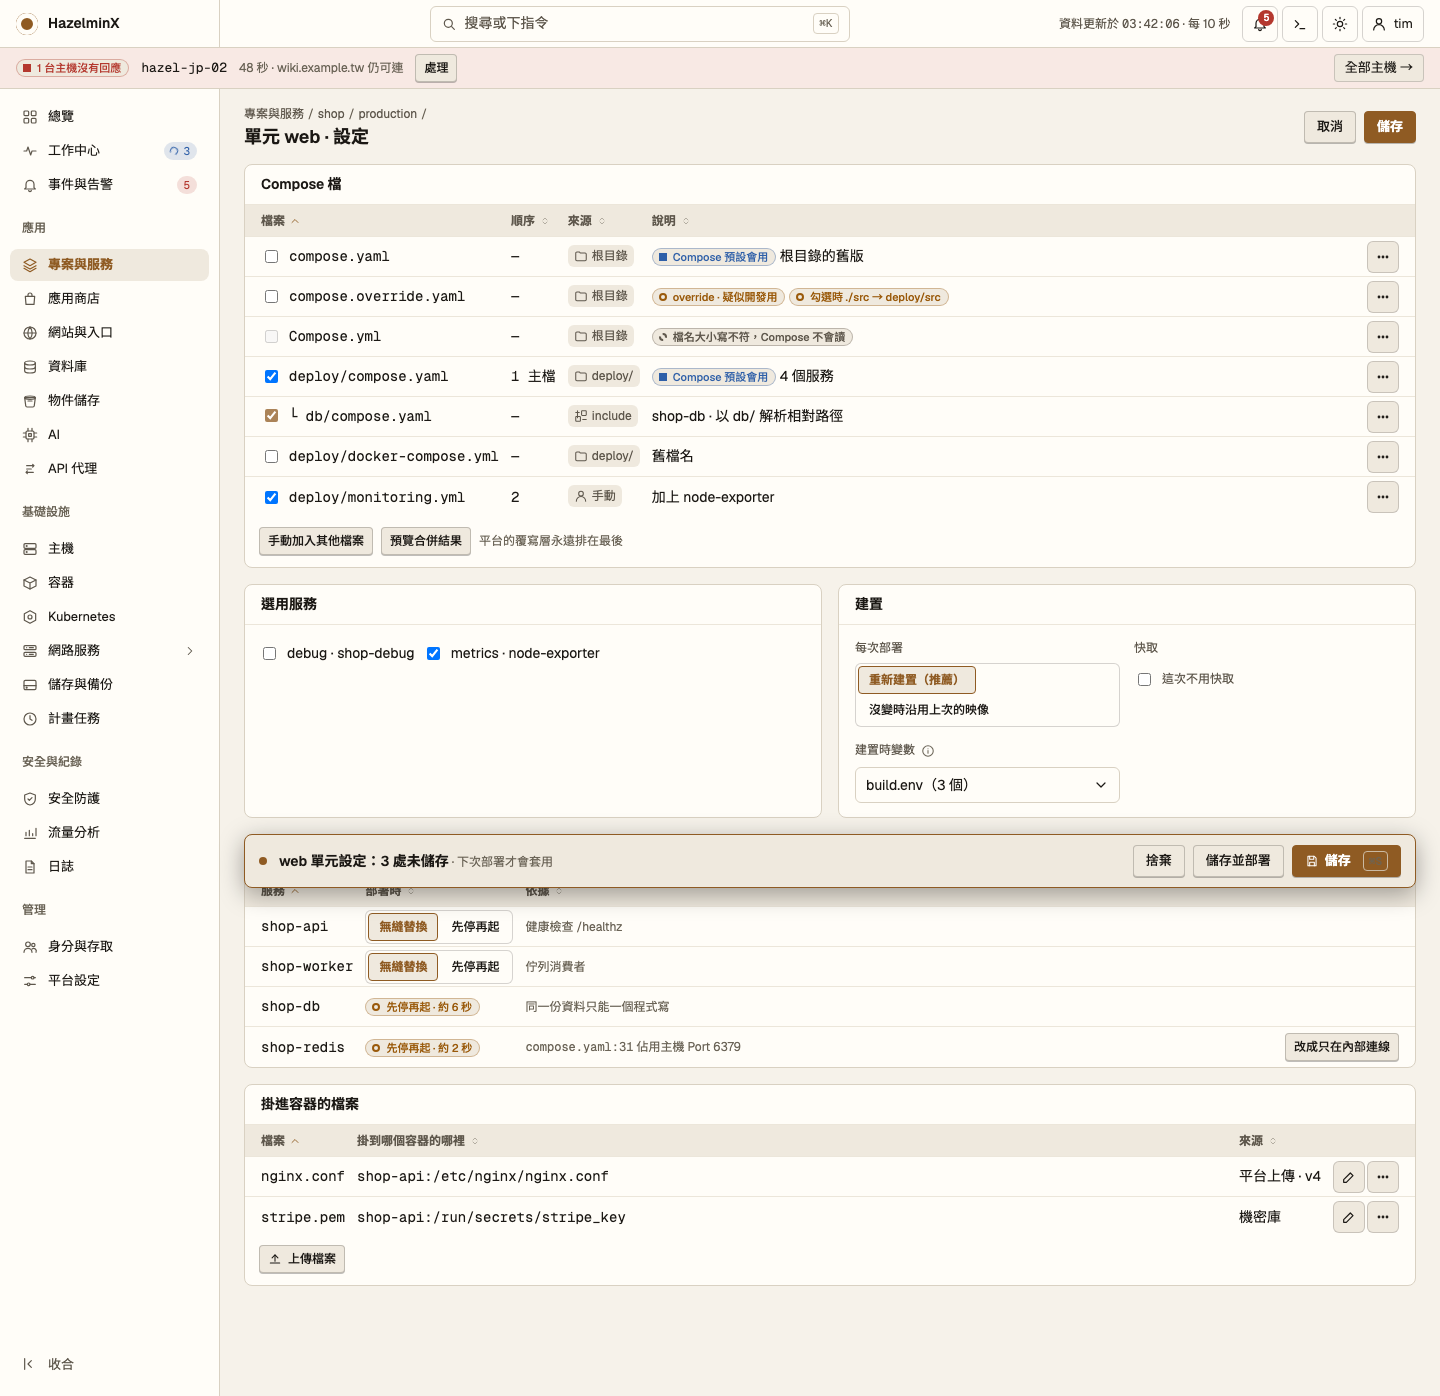 HazelminX
搜尋或下指令
⌘K
資料更新於 03:42:06 · 每 10 秒
5
tim
1 台主機沒有回應
hazel-jp-02
48 秒 · wiki.example.tw 仍可連
處理
全部主機 →
總覽
工作中心
3
事件與告警
5
應用
專案與服務
應用商店
網站與入口
資料庫
物件儲存
AI
API 代理
基礎設施
主機
容器
Kubernetes
網路服務
儲存與備份
計畫任務
安全與紀錄
安全防護
流量分析
日誌
管理
身分與存取
平台設定
收合
專案與服務 / shop / production /
單元 web · 設定
取消
儲存
Compose 檔
檔案 順序 來源 說明
compose.yaml – 根目錄 Compose 預設會用 根目錄的舊版
compose.override.yaml – 根目錄 override · 疑似開發用 勾選時 ./src → deploy/src
Compose.yml – 根目錄 檔名大小寫不符，Compose 不會讀
deploy/compose.yaml 1 主檔 deploy/ Compose 預設會用 4 個服務
└ db/compose.yaml – include shop-db · 以 db/ 解析相對路徑
deploy/docker-compose.yml – deploy/ 舊檔名
deploy/monitoring.yml 2 手動 加上 node-exporter
手動加入其他檔案 預覽合併結果 平台的覆寫層永遠排在最後
選用服務
debug · shop-debug metrics · node-exporter
建置
每次部署
重新建置（推薦）
沒變時沿用上次的映像
快取
這次不用快取
建置時變數
build.env（3 個）
web 單元設定：3 處未儲存 · 下次部署才會套用
捨棄 儲存並部署 儲存
服務 部署時 依據
shop-api 無縫替換 先停再起 健康檢查 /healthz
shop-worker 無縫替換 先停再起 佇列消費者
shop-db 先停再起 · 約 6 秒 同一份資料只能一個程式寫
shop-redis 先停再起 · 約 2 秒 compose.yaml:31 佔用主機 Port 6379 改成只在內部連線
掛進容器的檔案
檔案 掛到哪個容器的哪裡 來源
nginx.conf shop-api:/etc/nginx/nginx.conf 平台上傳 · v4
stripe.pem shop-api:/run/secrets/stripe_key 機密庫
上傳檔案